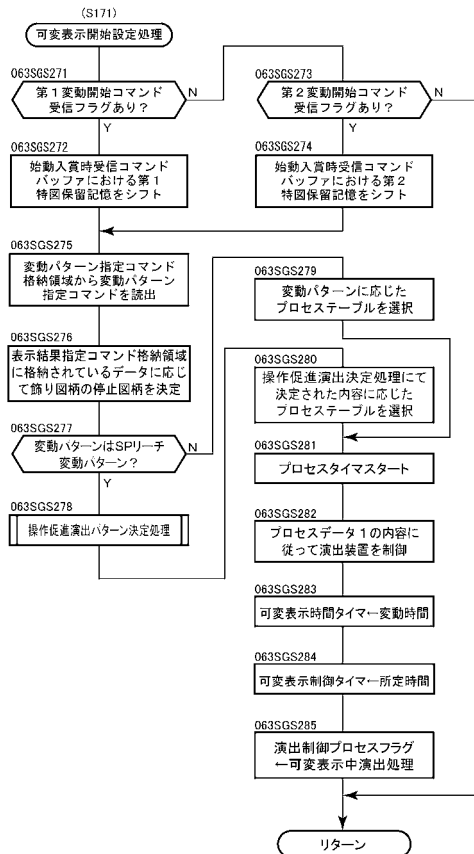 (S171)
可変表示開始設定処理
063SGS271
第1変動開始コマンド
受信フラグあり?
N
Y
063SGS273
第2変動開始コマンド
受信フラグあり?
N
Y
063SGS272
始動入賞時受信コマンド
バッファにおける第1
特図保留記憶をシフト
063SGS274
始動入賞時受信コマンド
バッファにおける第2
特図保留記憶をシフト
063SGS275
変動パターン指定コマンド
格納領域から変動パターン
指定コマンドを読出
063SGS276
表示結果指定コマンド格納領域
に格納されているデータに応じ
て飾り図柄の停止図柄を決定
063SGS277
変動パターンはSPリーチ
変動パターン?
N
Y
063SGS278
操作促進演出パターン決定処理
063SGS279
変動パターンに応じた
プロセステーブルを選択
063SGS280
操作促進演出決定処理にて
決定された内容に応じた
プロセステーブルを選択
063SGS281
プロセスタイマスタート
063SGS282
プロセスデータ1の内容に
従って演出装置を制御
063SGS283
可変表示時間タイマ←変動時間
063SGS284
可変表示制御タイマ←所定時間
063SGS285
演出制御プロセスフラグ
←可変表示中演出処理
リターン